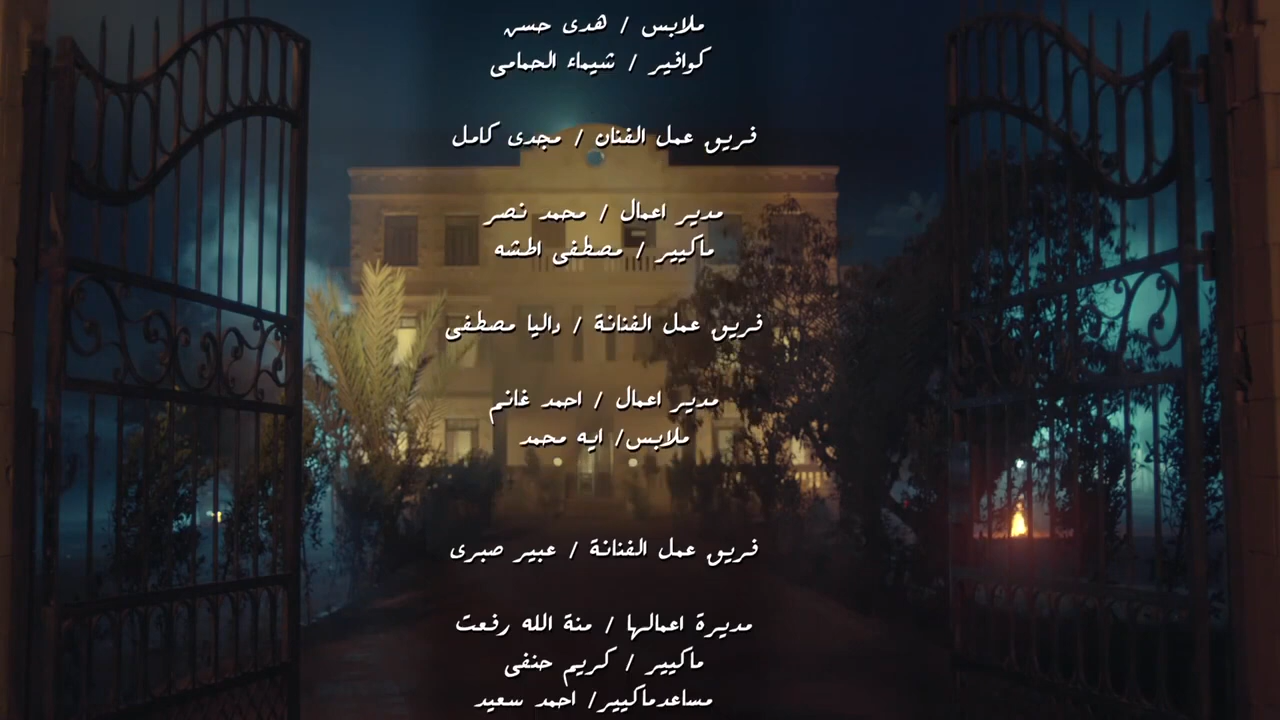 ملابس / هدى حسن
كوافير / شيماء الحمامى
فريق عمل الفنان / مجدى كامل
مدير اعمال / محمد نصر
ماكيير / مصطفى اطشه
فريق عمل الفنانة / داليا مصطفى
مدير اعمال / احمد غانم
ملابس/ ايه محمد
فريق عمل الفنانة / عبير صبرى
مديرة اعمالها / منة الله رفعت
ماكيير / كريم حنفى
مساعدماكيير/ احمد سعيد